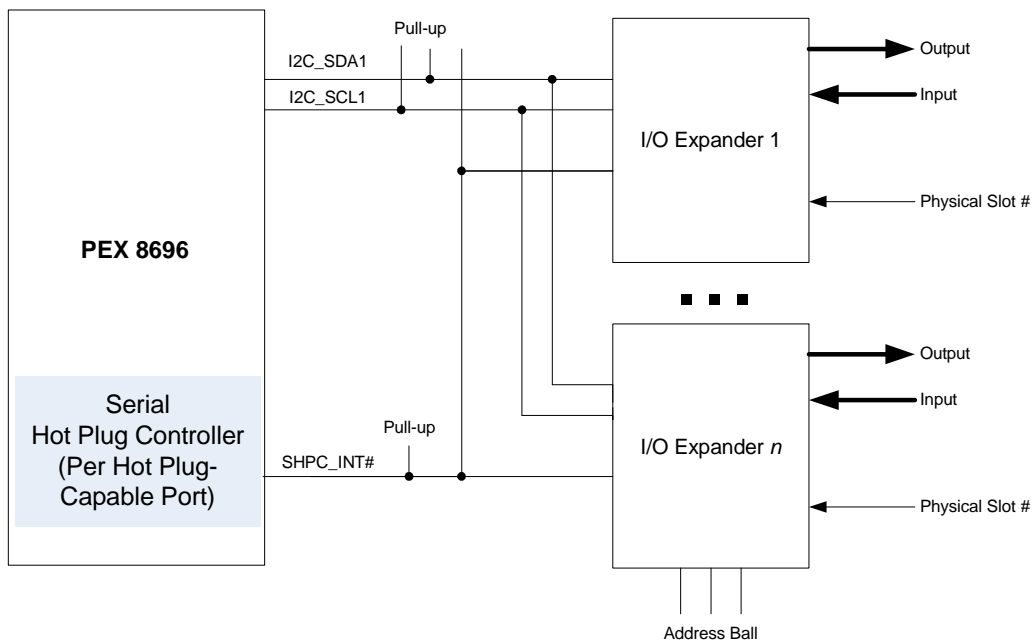 Pull-up
I2C_SDA1
I2C_SCL1
Output
Input
I/O Expander 1
Physical Slot #
PEX 8696
Output
Input
Serial
Hot Plug Controller
(Per Hot Plug-
Capable Port)
Pull-up
SHPC_INT#
I/O Expander n
Physical Slot #
Address Ball